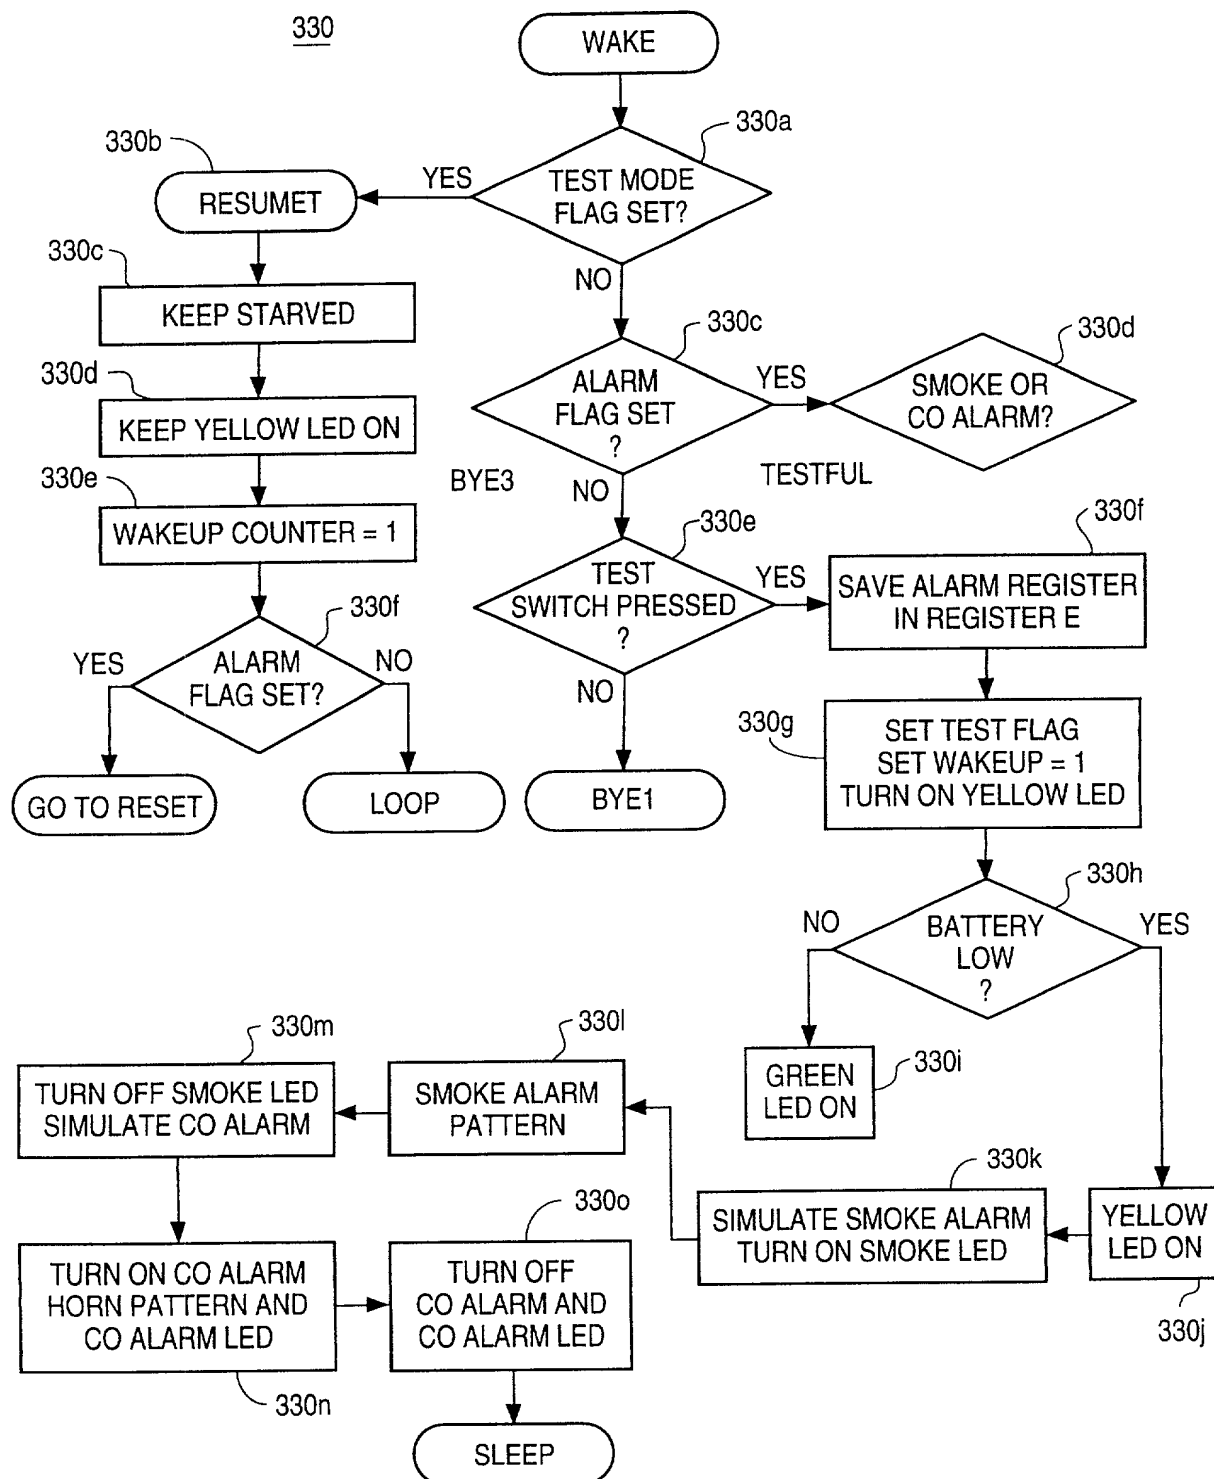 330
WAKE
330a
330b
YES
TEST MODE
FLAG SET?
RESUMET
330c
NO
KEEP STARVED
330c
330d
330d
ALARM
FLAG SET
?
YES
SMOKE OR
CO ALARM?
KEEP YELLOW LED ON
330e
BYE3
NO
TESTFUL
WAKEUP COUNTER = 1
330e
330f
TEST
SWITCH PRESSED
?
YES
SAVE ALARM REGISTER
IN REGISTER E
330f
YES
ALARM
FLAG SET?
NO
NO
330g
SET TEST FLAG
SET WAKEUP = 1
TURN ON YELLOW LED
GO TO RESET
LOOP
BYE1
330h
NO
BATTERY
LOW
?
YES
330m
330l
330i
GREEN
LED ON
TURN OFF SMOKE LED
SIMULATE CO ALARM
SMOKE ALARM
PATTERN
330k
330o
SIMULATE SMOKE ALARM
TURN ON SMOKE LED
YELLOW
LED ON
TURN ON CO ALARM
HORN PATTERN AND
CO ALARM LED
TURN OFF
CO ALARM AND
CO ALARM LED
330j
330n
SLEEP